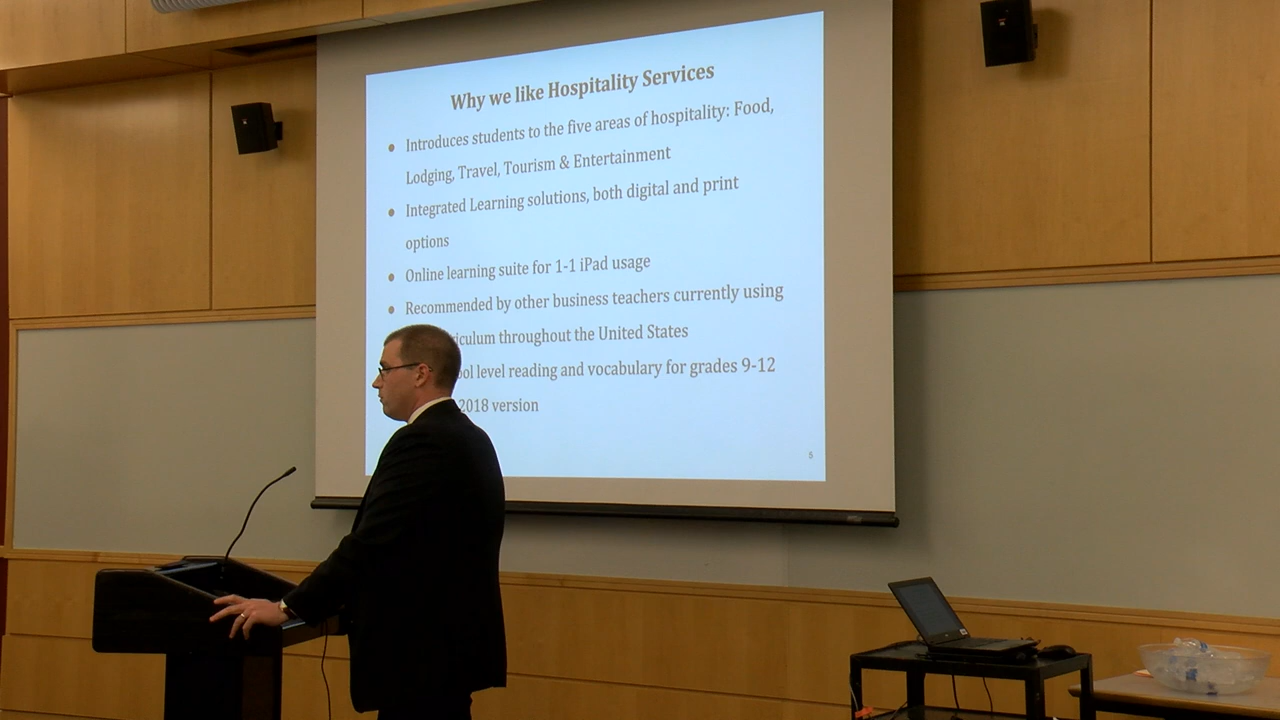 Why we like Hospitality Services
● Introduces students to the five areas of hospitality: Food,
Lodging, Travel, Tourism & Entertainment
● Integrated Learning solutions, both digital and print
options
● Online learning suite for 1-1 iPad usage
● Recommended by other business teachers currently using
throughout the United States
level reading and vocabulary for grades 9-12
2018 version
5